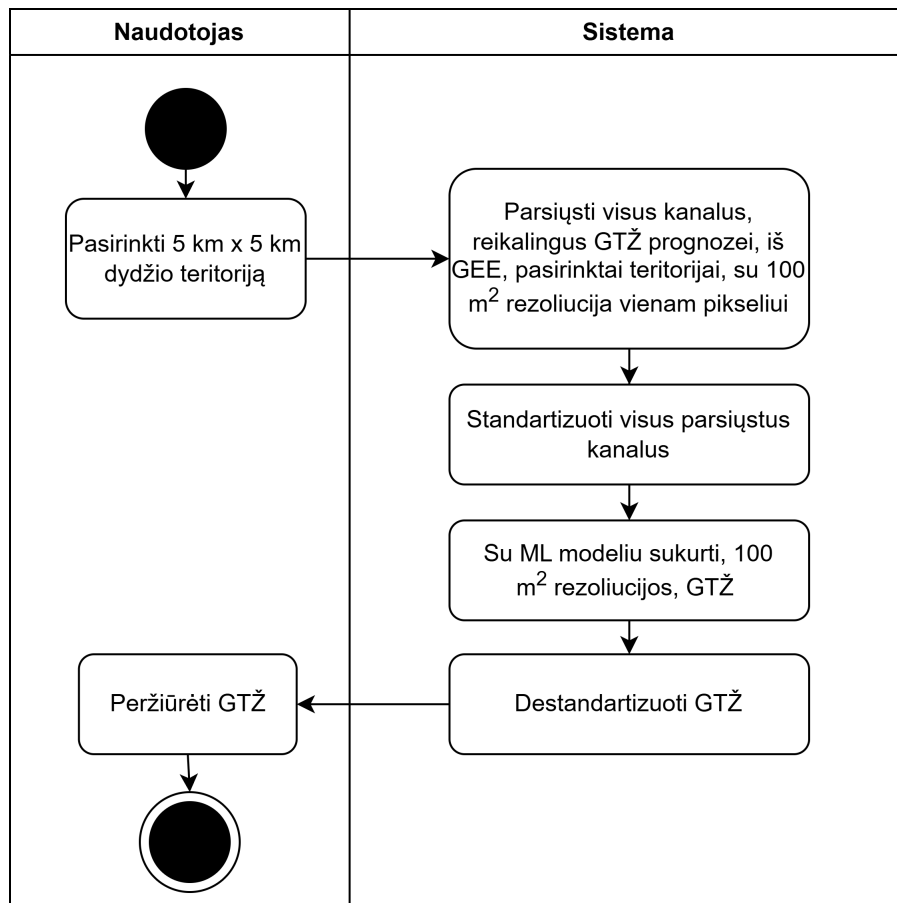 Naudotojas
Sistema
Pasirinkti 5 km x 5 km
dydžio teritoriją
Parsiųsti visus kanalus,
reikalingus GTŽ prognozei, iš
GEE, pasirinktai teritorijai, su 100
m² rezoliucija vienam pikseliui
Standartizuoti visus parsiųstus
kanalus
Su ML modeliu sukurti, 100
m² rezoliucijos, GTŽ
Peržiūrėti GTŽ
Destandartizuoti GTŽ